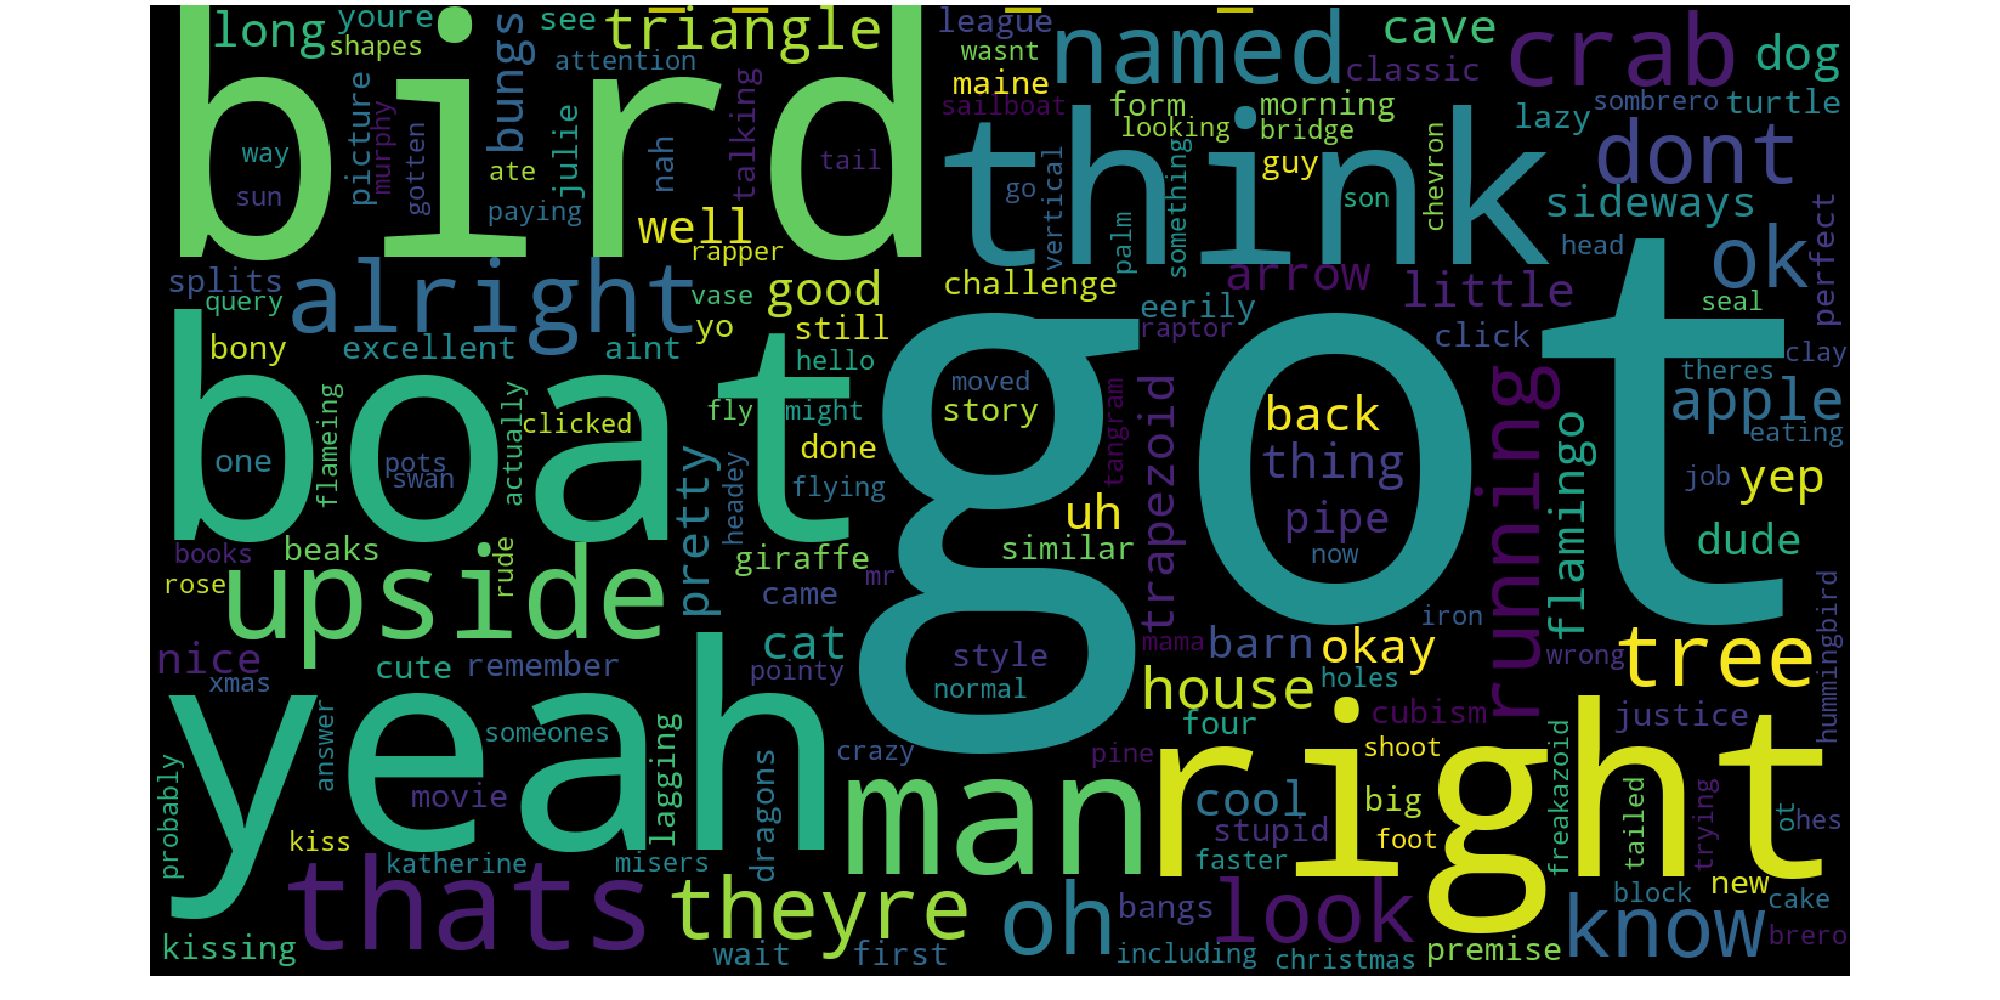 bird
think
got
boat
yeah
right
man
upside
alright
named
crab
dont
ok
running
tree
thats
theyre
oh
look
know
long
youre
shapes
see
bungs
triangle
attention
league
wasnt
maine
sailboat
cave
classic
dog
form
morning
looking
bridge
sombrero
turtle
lazy
picture
murphy
gotten
way
sun
ate
paying
julie
nah
talking
tail
well
rapper
go
vertical
palm
something
guy
son
chevron
sideways
head
perfect
splits
query
bony
excellent
aint
vase
yo
good
still
hello
challenge
eerily
raptor
arrow
little
click
seal
clay
theres
apple
eating
flameing
actually
clicked
fly
might
moved
story
tangram
trapezoid
back
thing
pipe
now
flamingo
job
yep
dude
one
pots
swan
pretty
headey
done
flying
uh
similar
books
beaks
rude
rose
giraffe
mr
came
iron
hummingbird
nice
xmas
cute
remember
cat
pointy
style
normal
mama
barn
okay
house
holes
wrong
four
cubism
justice
answer
someones
lagging
crazy
pine
shoot
probably
movie
dragons
cool
big
stupid
foot
freakazoid
tailed
trying
ot
hes
kiss
katherine
misers
faster
block
new
cake
kissing
wait
first
bangs
including
christmas
premise
brero